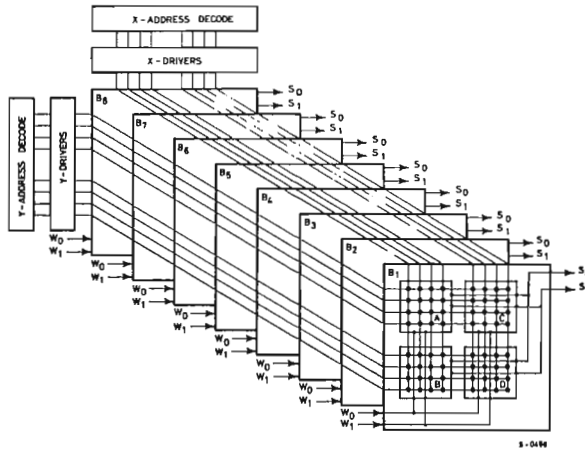 X-ADDRESS DECODE
X-DRIVERS
Y-ADDRESS DECODE
Y-DRIVERS
B8
S0
S1
B7
S0
S1
B6
S0
S1
B5
S0
S1
B4
S0
S1
B3
S0
S1
B2
S0
S1
B1
S
S
A
C
B
D
W0
W1
W0
W1
W0
W1
W0
W1
W0
W1
W0
W1
W0
W1
W0
W1